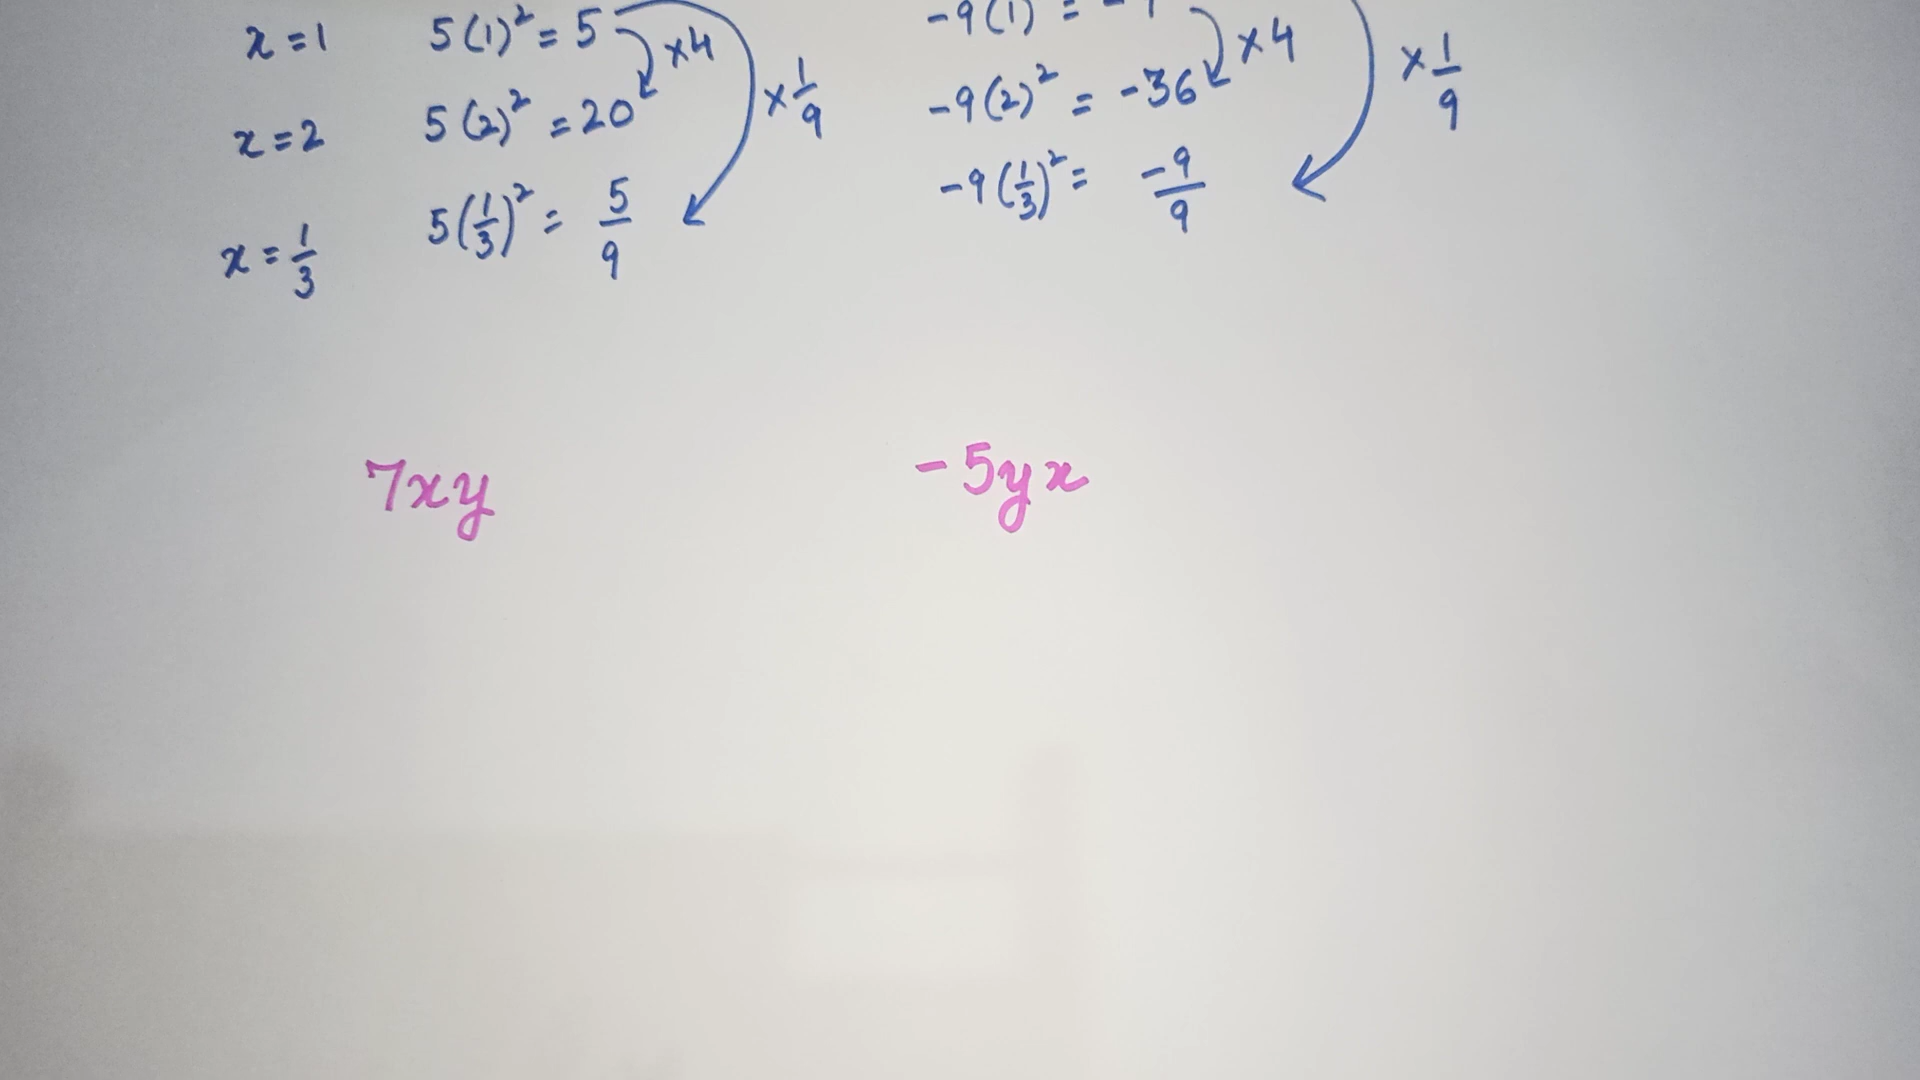 x=1 5(1)²=5 ×4 -9(1) = -9 ×4
x=2 5(2)²=20 ×1/9 -9(2)² = -36 ×1/9
x=1/3 5(1/3)²= 5/9 -9(1/3)²= -9/9
7xy -5yx